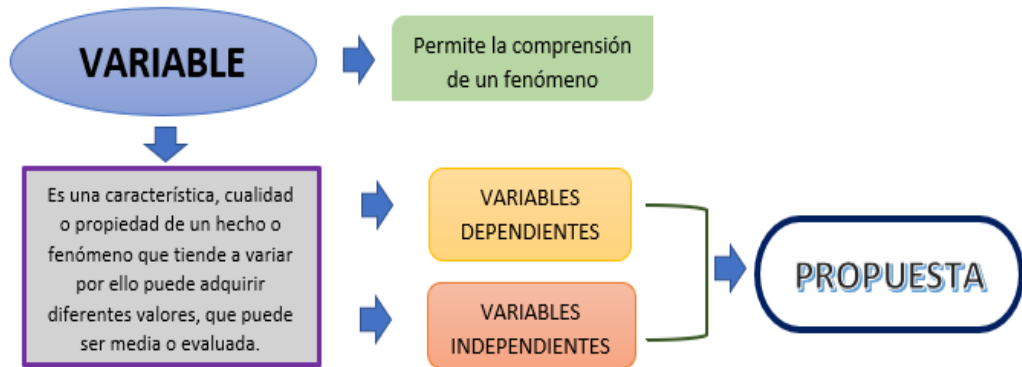 VARIABLE
Permite la comprensión
de un fenómeno
Es una característica, cualidad
o propiedad de un hecho o
fenómeno que tiende a variar
por ello puede adquirir
diferentes valores, que puede
ser media o evaluada.
VARIABLES
DEPENDIENTES
VARIABLES
INDEPENDIENTES
PROPUESTA